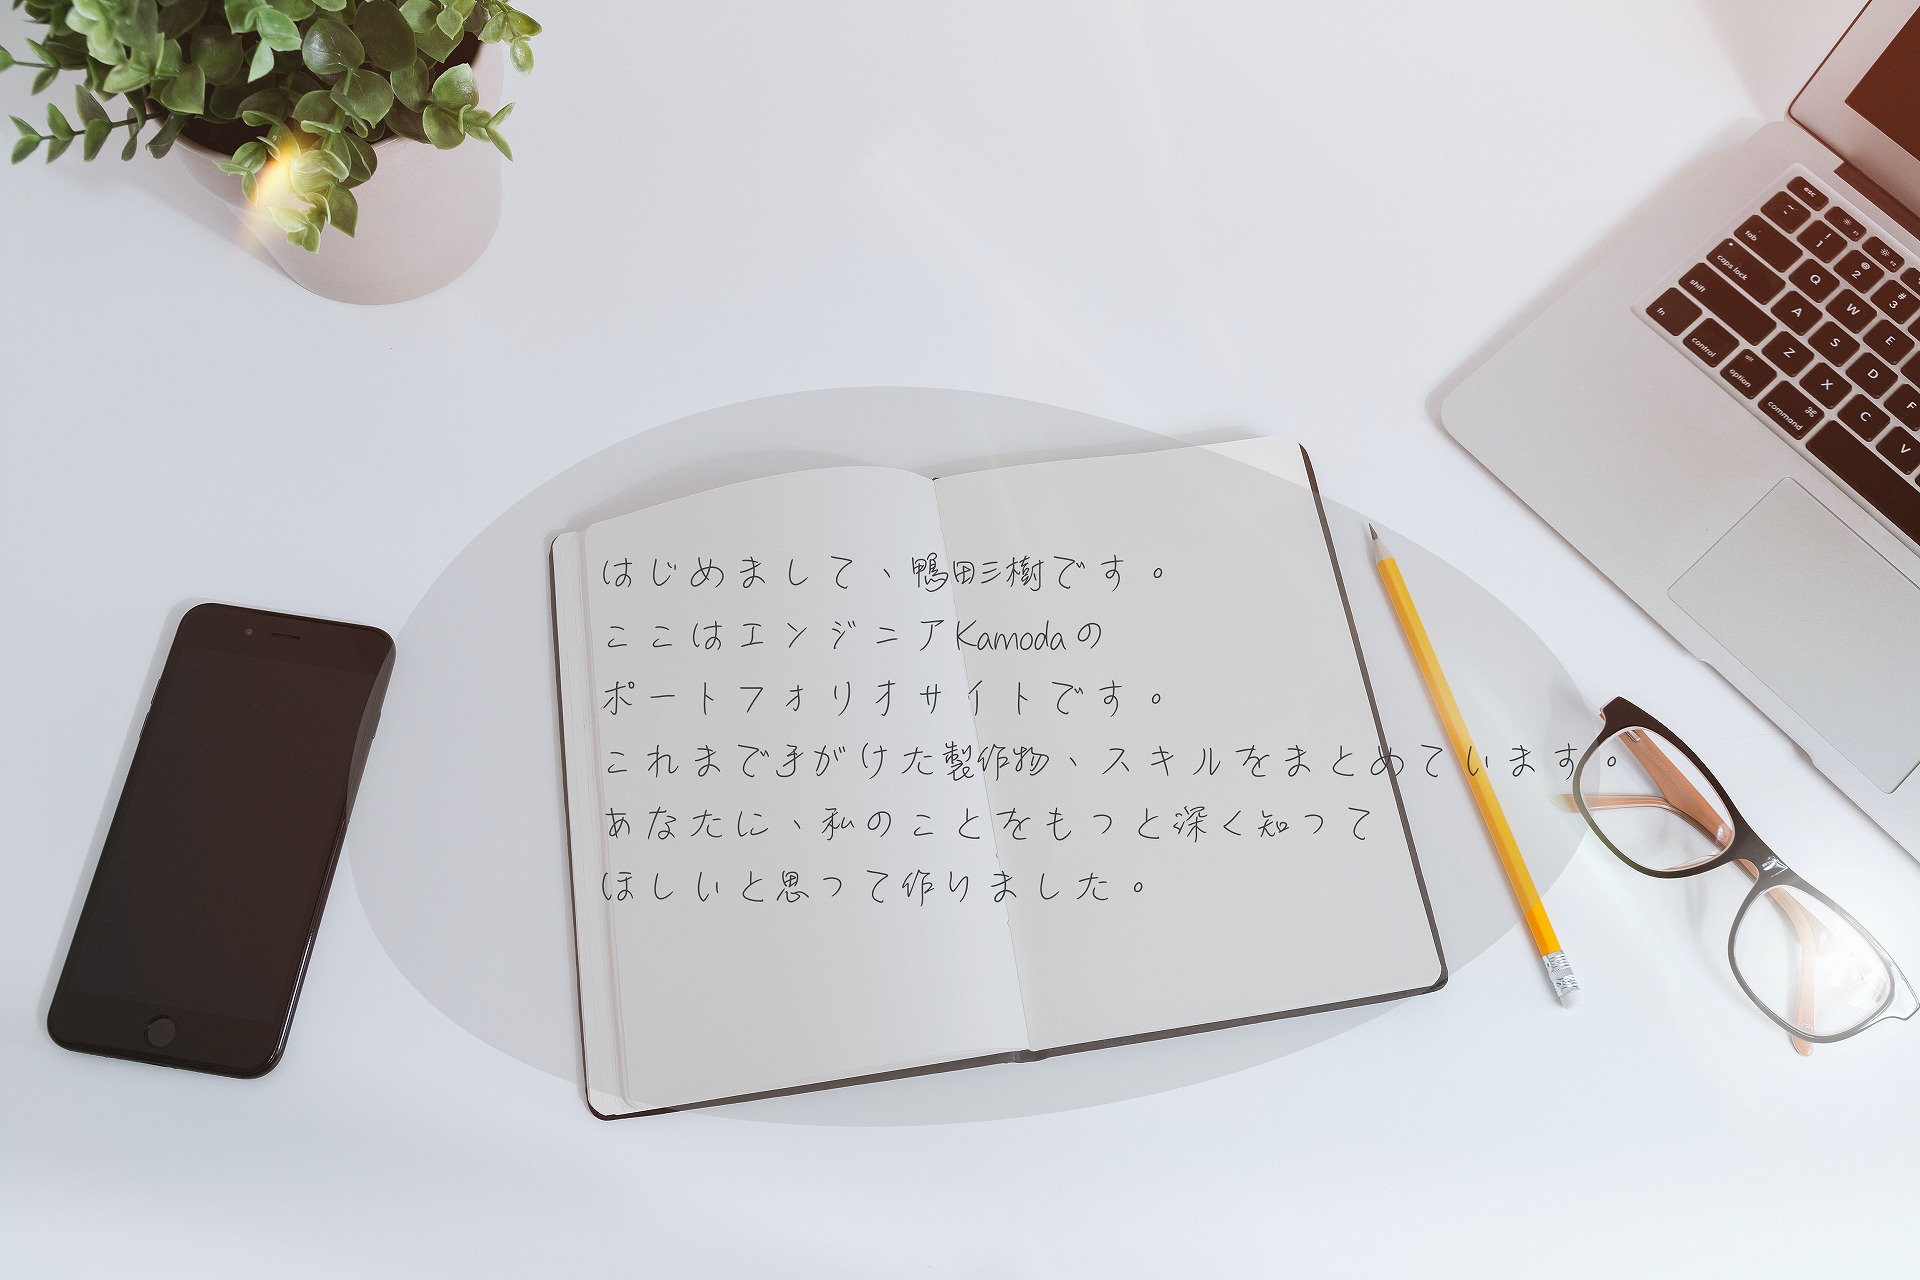 はじめまして、鴨田三樹です。
ここはエンジニアKamodaの
ポートフォリオサイトです。
これまで手がけた製作物、スキルをまとめています。
あなたに、私のことをもっと深く知って
ほしいと思って作りました。
esc
~ ` ! 1 @ 2 # 3
tab Q W E
caps lock A S D F
shift Z X C V
fn control alt option ⌘ command